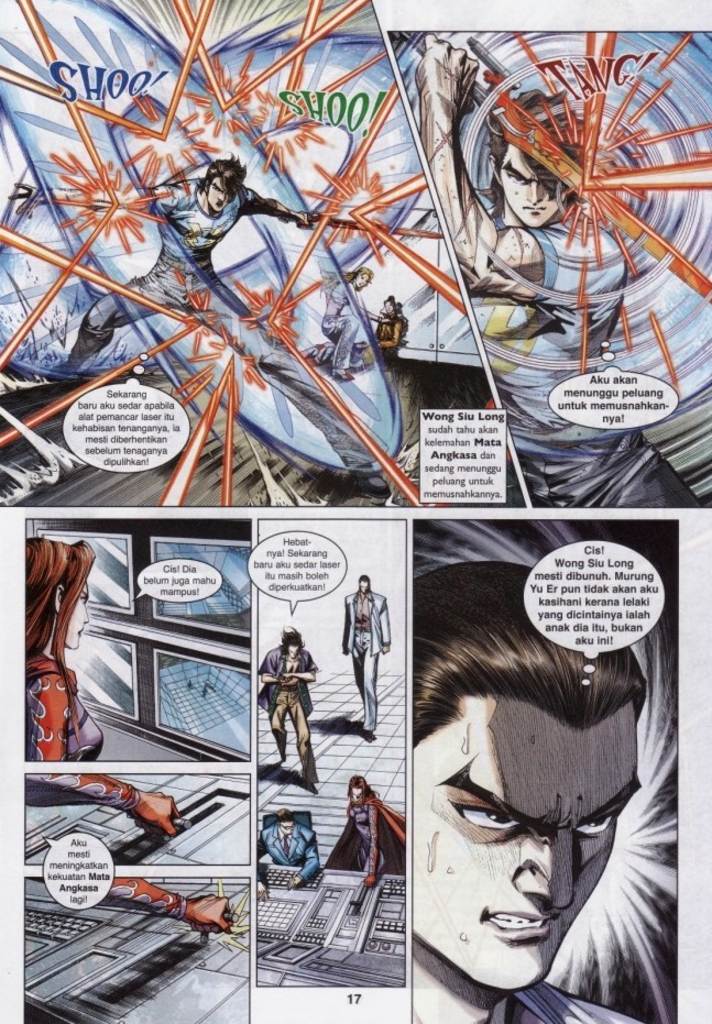 SHOO!
SHOO!
TANG!
Sekarang
baru aku sedar apabila
alat pemancar laser itu
kehabisan tenanganya, ia
mesti diberhentikan
sebelum tenaganya
dipulihkan!
Wong Siu Long
sudah tahu akan
kelemahan Mata
Angkasa dan
sedang menunggu
peluang untuk
memusnahkannya.
Aku akan
menunggu peluang
untuk memusnahkan-
nya!
Cis! Dia
belum juga mahu
mampus!
Aku
mesti
meningkatkan
kekuatan Mata
Angkasa
lagi!
Hebat-
nya! Sekarang
baru aku sedar laser
itu masih boleh
diperkuatkan!
Cis!
Wong Siu Long
mesti dibunuh. Murung
Yu Er pun tidak akan aku
kasihani kerana lelaki
yang dicintainya ialah
anak dia itu, bukan
aku ini!
17